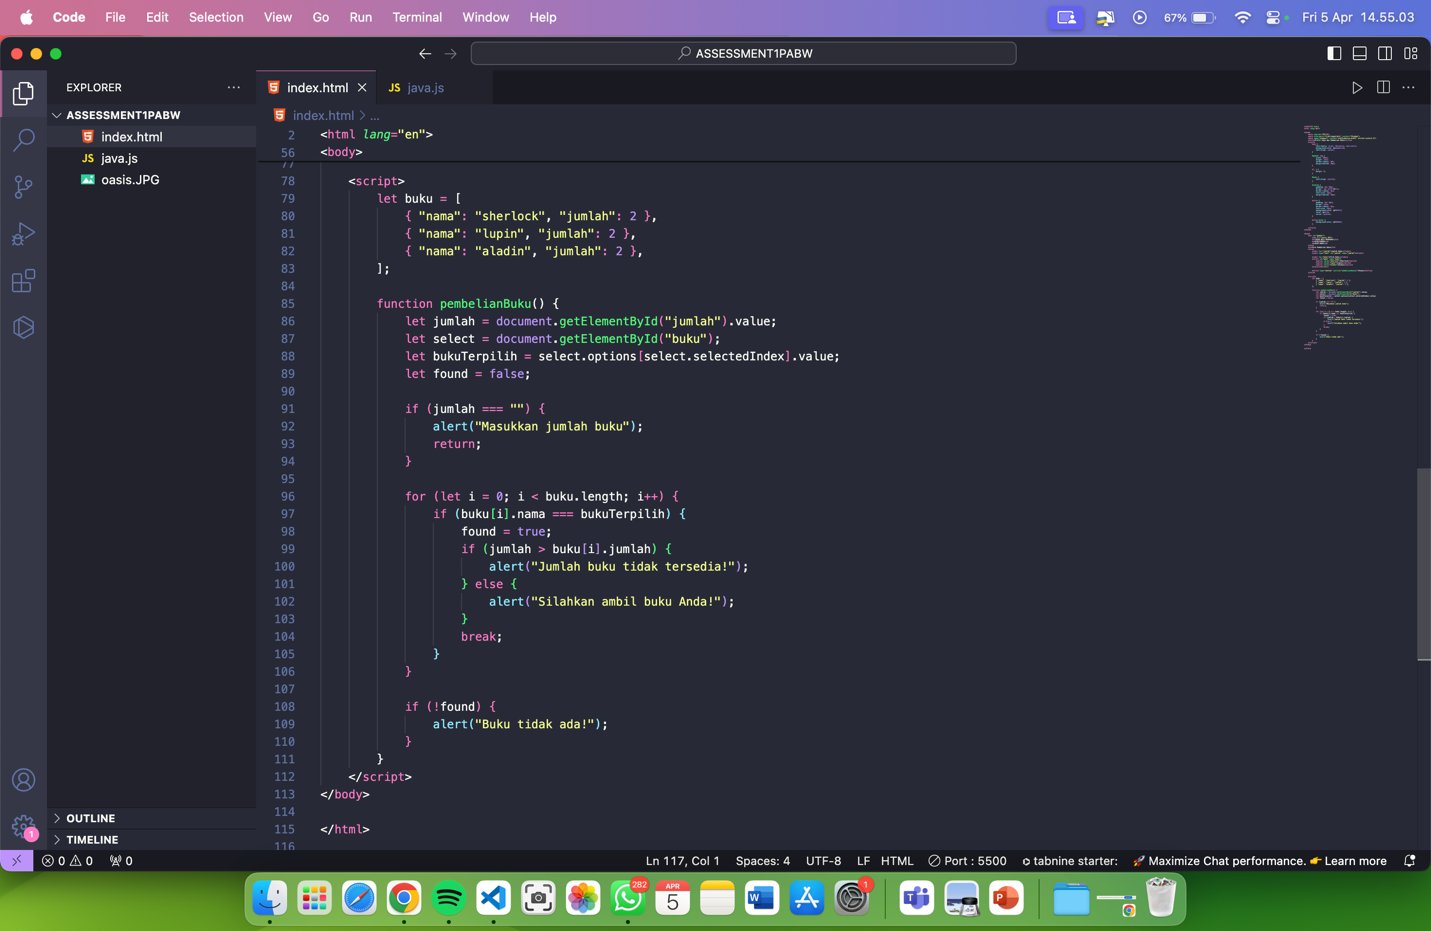 Code File Edit Selection View Go Run Terminal Window Help 67% Fri 5 Apr 14.55.03
ASSESSMENT1PABW
EXPLORER
ASSESSMENT1PABW
index.html
JS java.js
oasis.JPG
OUTLINE
TIMELINE
index.html
JS java.js
index.html > ...
2 <html lang="en">
56 <body>
77
78 <script>
79 let buku = [
80 { "nama": "sherlock", "jumlah": 2 },
81 { "nama": "lupin", "jumlah": 2 },
82 { "nama": "aladin", "jumlah": 2 },
83 ];
84
85 function pembelianBuku() {
86 let jumlah = document.getElementById("jumlah").value;
87 let select = document.getElementById("buku");
88 let bukuTerpilih = select.options[select.selectedIndex].value;
89 let found = false;
90
91 if (jumlah === "") {
92 alert("Masukkan jumlah buku");
93 return;
94 }
95
96 for (let i = 0; i < buku.length; i++) {
97 if (buku[i].nama === bukuTerpilih) {
98 found = true;
99 if (jumlah > buku[i].jumlah) {
100 alert("Jumlah buku tidak tersedia!");
101 } else {
102 alert("Silahkan ambil buku Anda!");
103 }
104 break;
105 }
106 }
107
108 if (!found) {
109 alert("Buku tidak ada!");
110 }
111 }
112 </script>
113 </body>
114
115 </html>
116
1
0 0 0 Ln 117, Col 1 Spaces: 4 UTF-8 LF HTML Port : 5500 tabnine starter: 🚀 Maximize Chat performance. 👉 Learn more
282
APR
5
W
1
T
P